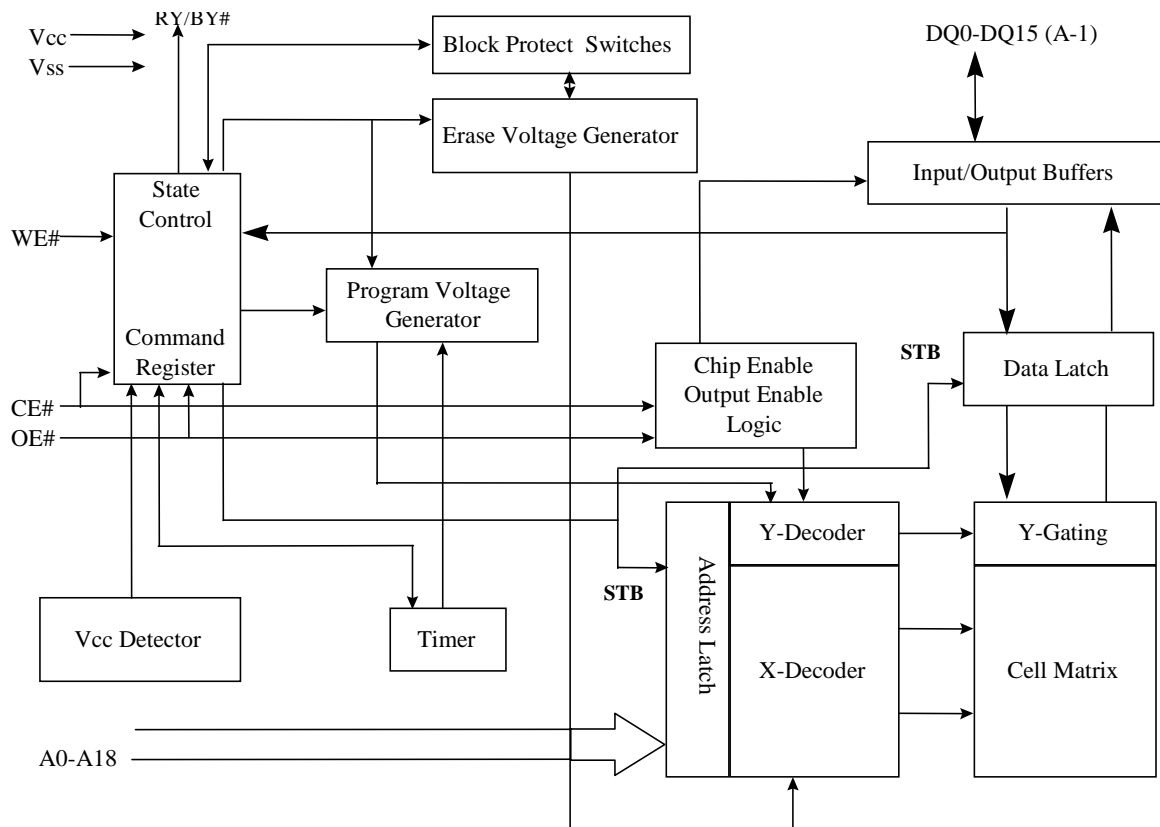 RY/BY#
Vcc
Vss
Block Protect Switches
DQ0-DQ15 (A-1)
Erase Voltage Generator
Input/Output Buffers
State
Control
WE#
Program Voltage
Generator
Command
Register
STB
Chip Enable
Output Enable
Logic
Data Latch
CE#
OE#
Y-Decoder
Y-Gating
Address Latch
STB
Vcc Detector
Timer
X-Decoder
Cell Matrix
A0-A18